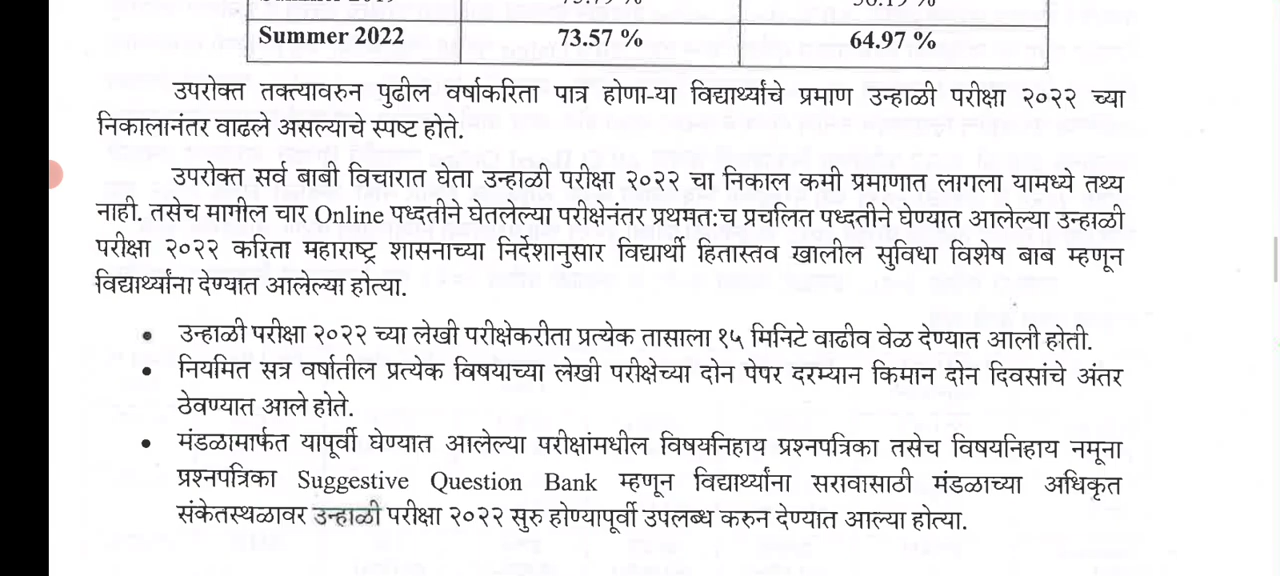 Summer 2022 73.57 % 64.97 %
उपरोक्त तक्त्यावरुन पुढील वर्षाकरिता पात्र होणा-या विद्यार्थ्यांचे प्रमाण उन्हाळी परीक्षा २०२२ च्या
निकालानंतर वाढले असल्याचे स्पष्ट होते.
उपरोक्त सर्व बाबी विचारात घेता उन्हाळी परीक्षा २०२२ चा निकाल कमी प्रमाणात लागला यामध्ये तथ्य
नाही. तसेच मागील चार Online पध्दतीने घेतलेल्या परीक्षेनंतर प्रथमत:च प्रचलित पध्दतीने घेण्यात आलेल्या उन्हाळी
परीक्षा २०२२ करिता महाराष्ट्र शासनाच्या निर्देशानुसार विद्यार्थी हितास्तव खालील सुविधा विशेष बाब म्हणून
विद्यार्थ्यांना देण्यात आलेल्या होत्या.
• उन्हाळी परीक्षा २०२२ च्या लेखी परीक्षेकरीता प्रत्येक तासाला १५ मिनिटे वाढीव वेळ देण्यात आली होती.
• नियमित सत्र वर्षातील प्रत्येक विषयाच्या लेखी परीक्षेच्या दोन पेपर दरम्यान किमान दोन दिवसांचे अंतर
ठेवण्यात आले होते.
• मंडळामार्फत यापूर्वी घेण्यात आलेल्या परीक्षांमधील विषयनिहाय प्रश्नपत्रिका तसेच विषयनिहाय नमूना
प्रश्नपत्रिका Suggestive Question Bank म्हणून विद्यार्थ्यांना सरावासाठी मंडळाच्या अधिकृत
संकेतस्थळावर उन्हाळी परीक्षा २०२२ सुरु होण्यापूर्वी उपलब्ध करुन देण्यात आल्या होत्या.